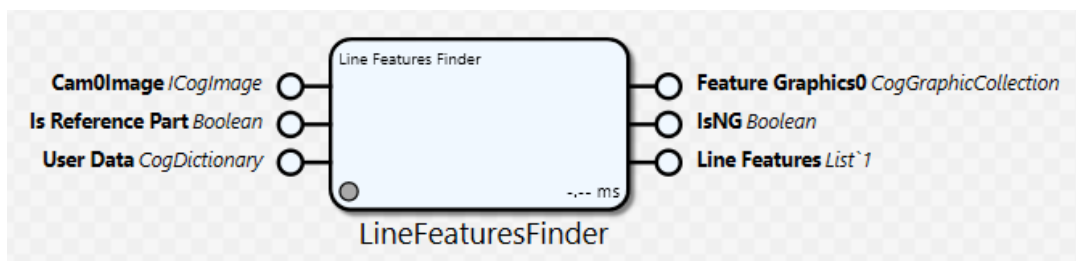 Line Features Finder
Cam0Image ICogImage
Feature Graphics0 CogGraphicCollection
Is Reference Part Boolean
IsNG Boolean
User Data CogDictionary
Line Features List`1
-.-- ms
LineFeaturesFinder